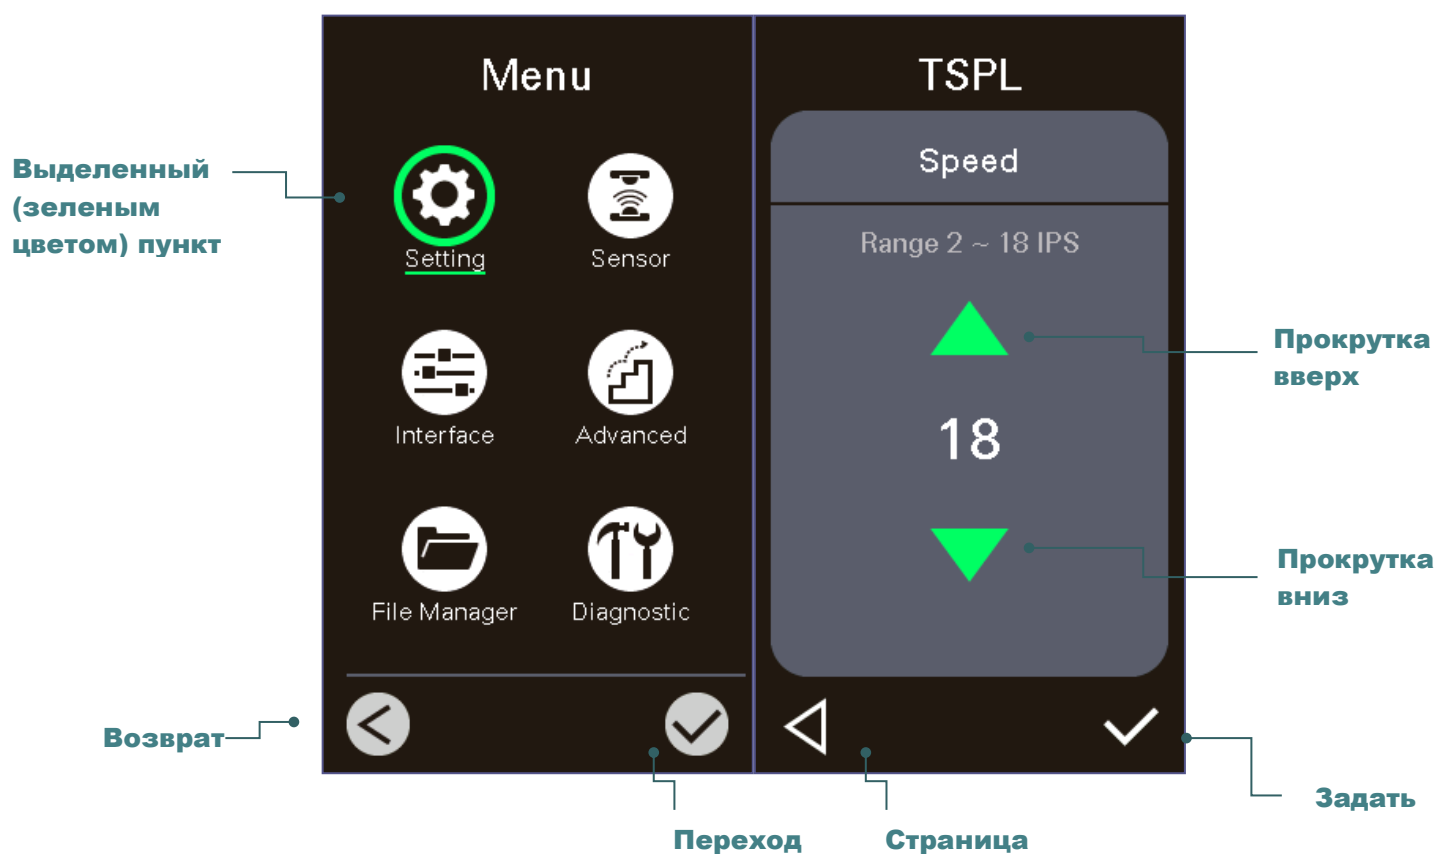 Menu
TSPL
Выделенный
(зеленым
цветом) пункт
Setting
Sensor
Interface
Advanced
File Manager
Diagnostic
Speed
Range 2 ~ 18 IPS
18
Прокрутка
вверх
Прокрутка
вниз
Возврат
Переход
Страница
Задать